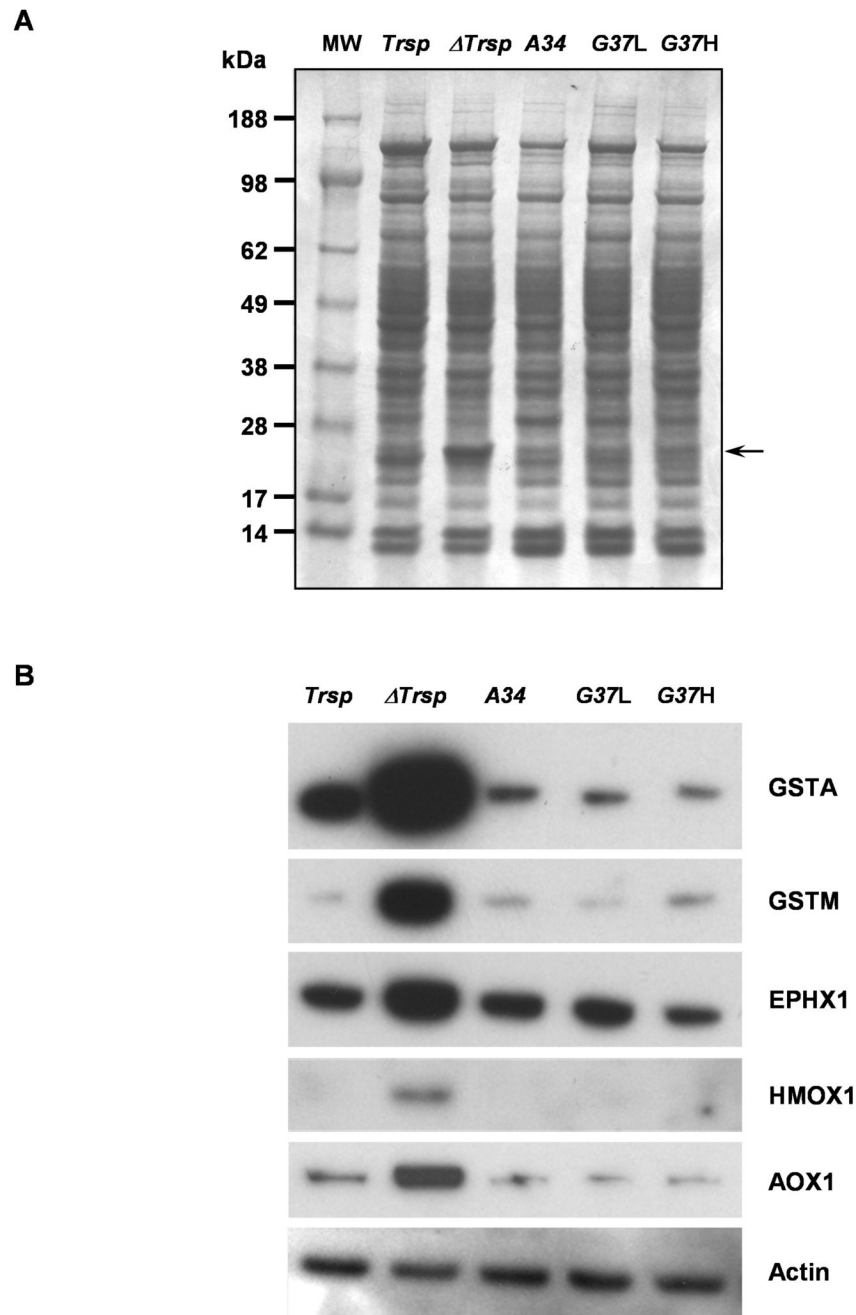 A
MW Trsp ΔTrsp A34 G37L G37H
kDa
188
98
62
49
38
28
17
14
B
Trsp ΔTrsp A34 G37L G37H
GSTA
GSTM
EPHX1
HMOX1
AOX1
Actin